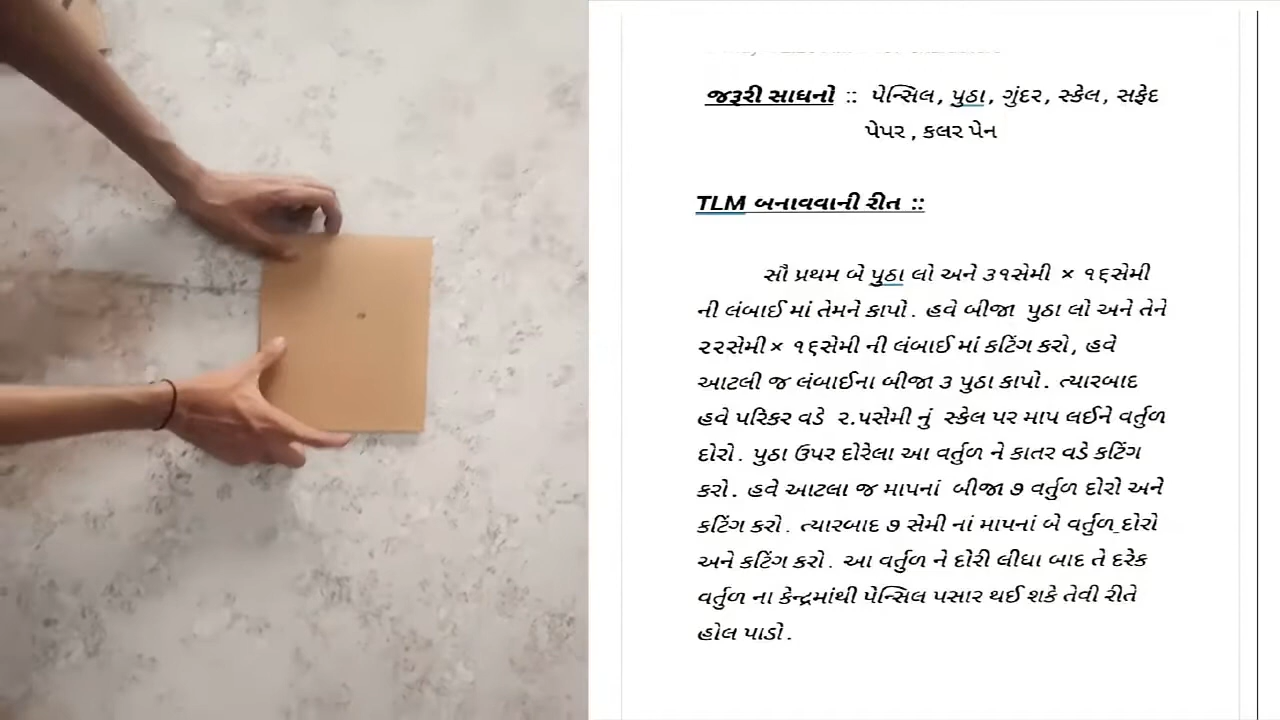 જરૂરી સાધનો :: પેન્સિલ, પુઠા, ગુંદર, સ્કેલ, સફેદ
પેપર , કલર પેન
TLM બનાવવાની રીત ::
સૌ પ્રથમ બે પુઠા લો અને ૩૧સેમી × ૧૬સેમી
ની લંબાઈ માં તેમને કાપો. હવે બીજા પુઠા લો અને તેને
૨૨સેમી× ૧૬સેમી ની લંબાઈ માં કટિંગ કરો, હવે
આટલી જ લંબાઈના બીજા ૩ પુઠા કાપો. ત્યારબાદ
હવે પરિકર વડે ૨.૫સેમી નું સ્કેલ પર માપ લઈને વર્તુળ
દોરો. પુઠા ઉપર દોરેલા આ વર્તુળ ને કાતર વડે કટિંગ
કરો. હવે આટલા જ માપનાં બીજા ૭ વર્તુળ દોરો અને
કટિંગ કરો. ત્યારબાદ ૭ સેમી નાં માપનાં બે વર્તુળ દોરો
અને કટિંગ કરો. આ વર્તુળ ને દોરી લીધા બાદ તે દરેક
વર્તુળ ના કેન્દ્રમાંથી પેન્સિલ પસાર થઈ શકે તેવી રીતે
હોલ પાડો.